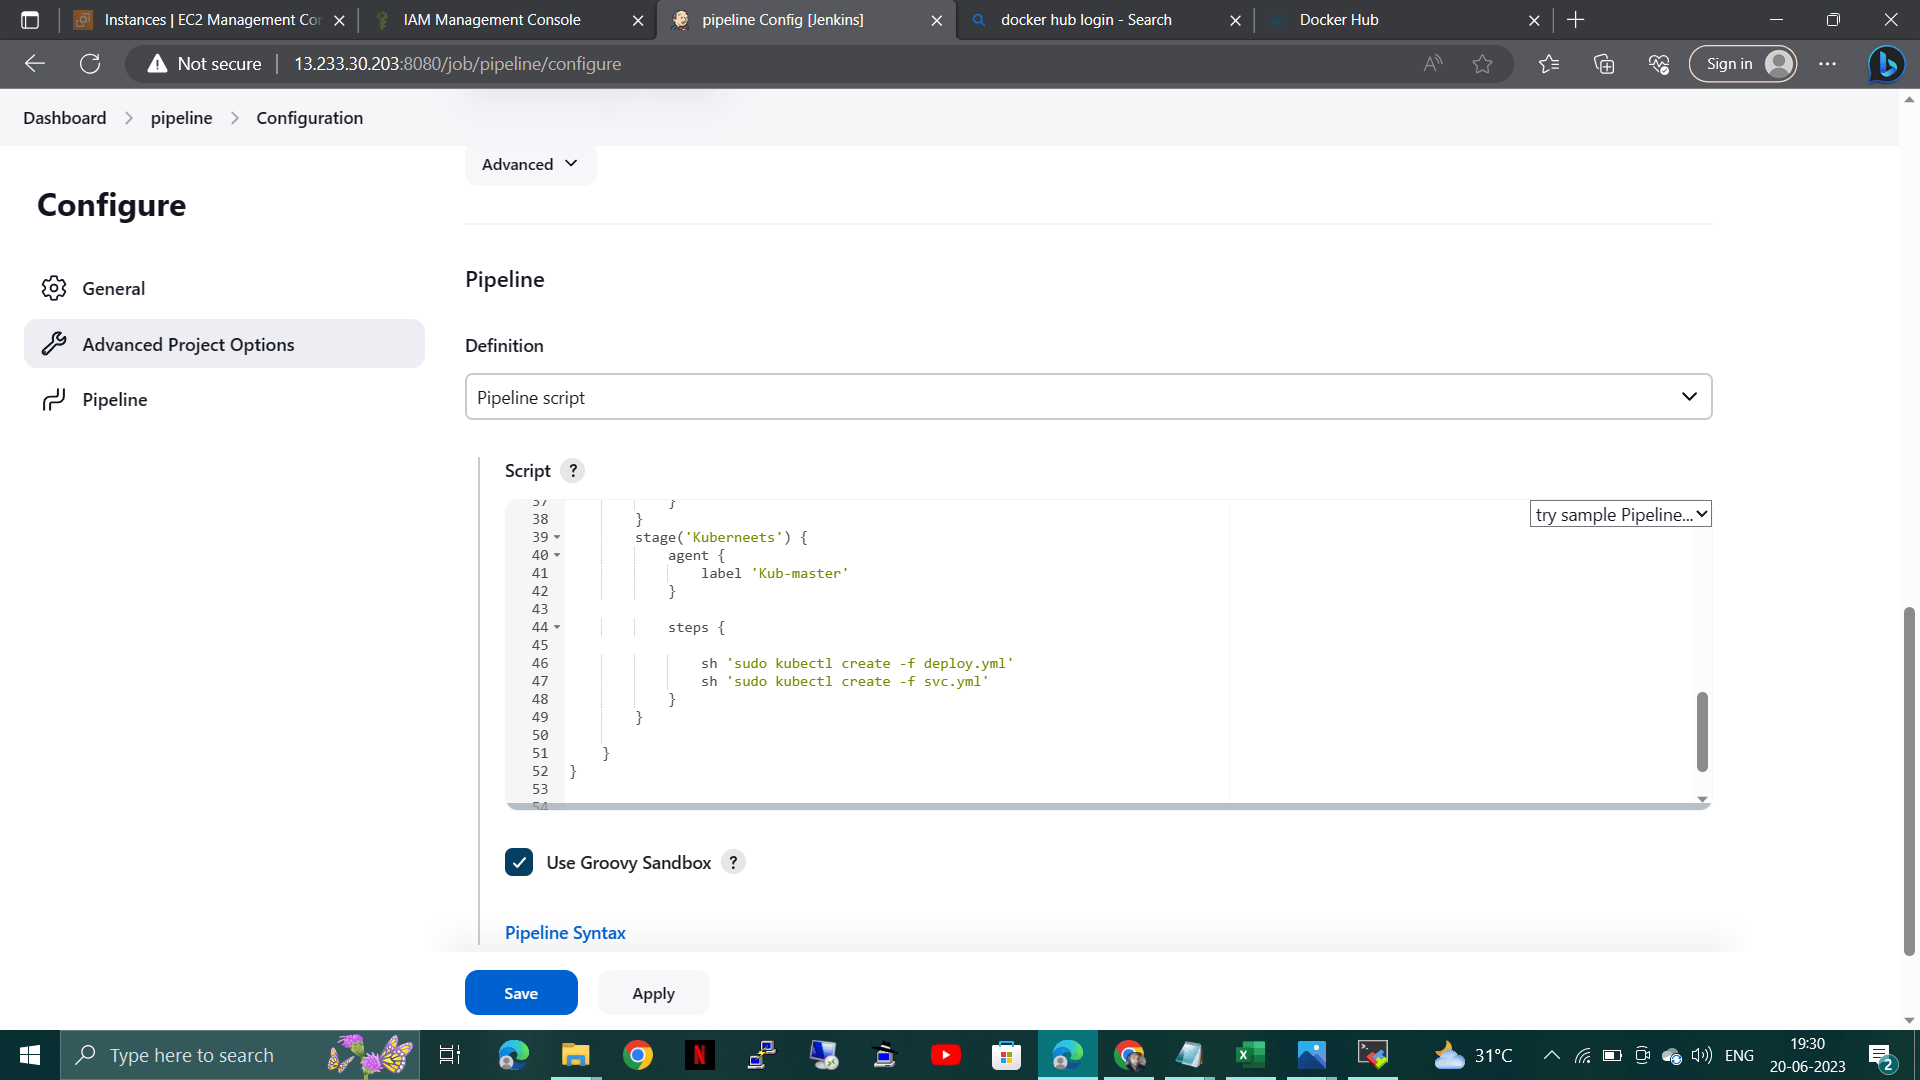 Instances | EC2 Management Cor
IAM Management Console
pipeline Config [Jenkins]
docker hub login - Search
Docker Hub
Not secure
13.233.30.203:8080/job/pipeline/configure
Sign in
Dashboard
pipeline
Configuration
Advanced
Configure
General
Advanced Project Options
Pipeline
Pipeline
Definition
Pipeline script
Script ?
try sample Pipeline...
37 }
38 }
39 stage('Kuberneets') {
40 agent {
41 label 'Kub-master'
42 }
43
44 steps {
45
46 sh 'sudo kubectl create -f deploy.yml'
47 sh 'sudo kubectl create -f svc.yml'
48 }
49 }
50
51 }
52 }
53
54
Use Groovy Sandbox ?
Pipeline Syntax
Save
Apply
Type here to search
31°C
ENG
19:30
20-06-2023
2